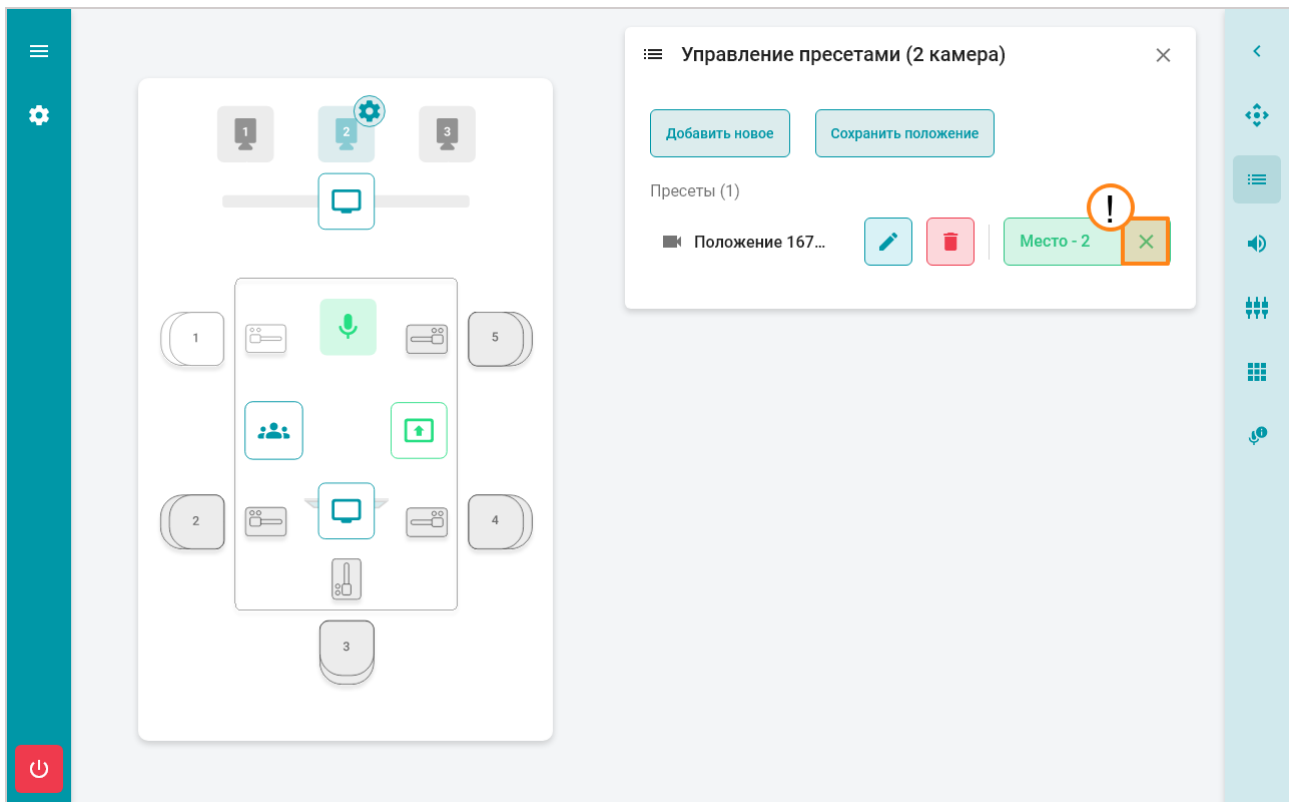 Управление пресетами (2 камера)
Добавить новое
Сохранить положение
Пресеты (1)
Положение 167...
Место - 2
!
1
2
3
1
5
2
4
3